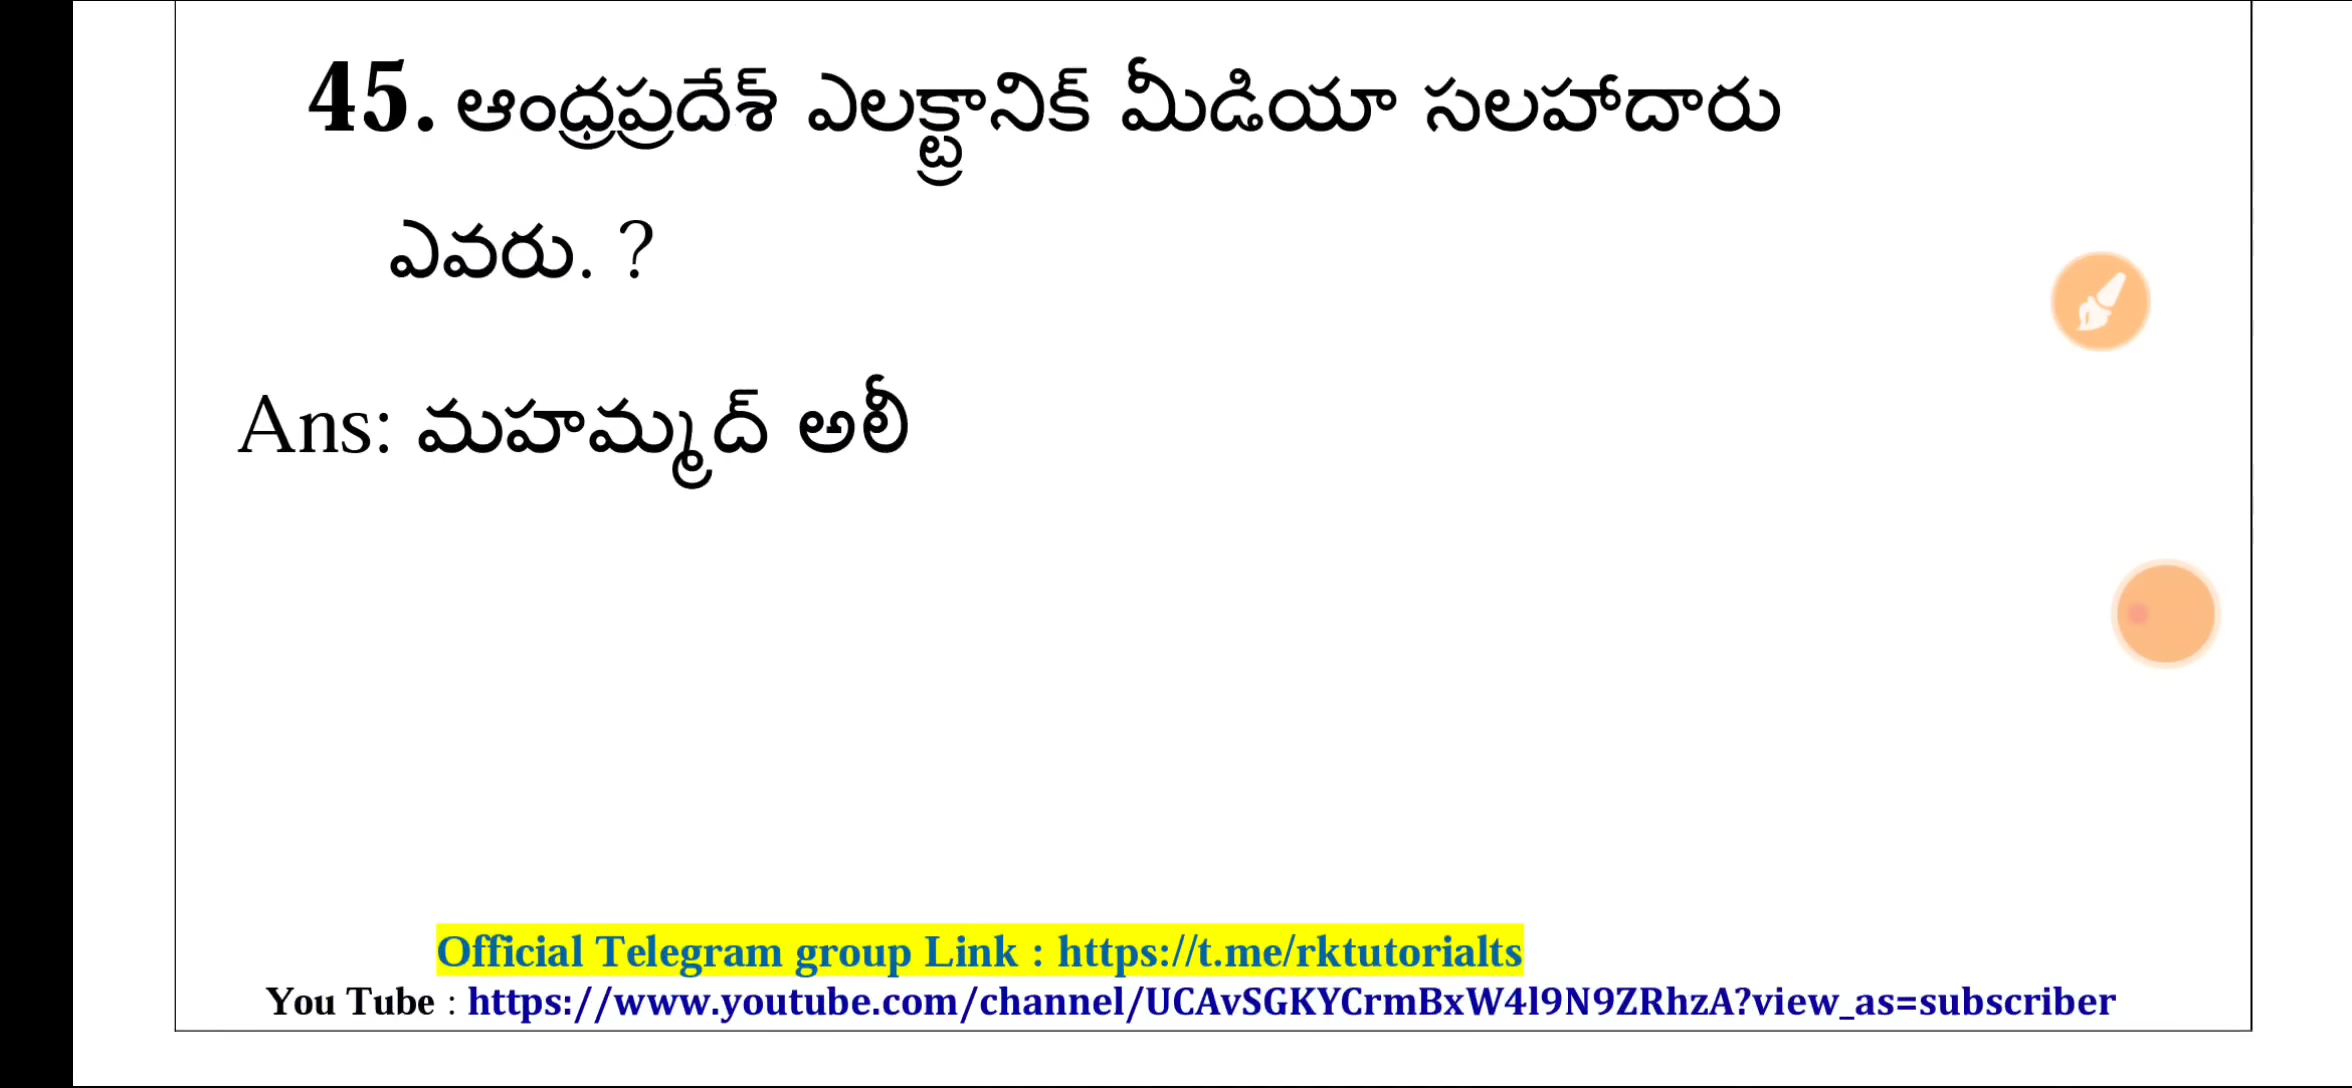 45. ఆంధ్రప్రదేశ్ ఎలక్ట్రానిక్ మీడియా సలహాదారు
ఎవరు. ?
Ans: మహమ్మద్ అలీ
Official Telegram group Link : https://t.me/rktutorialts
You Tube : https://www.youtube.com/channel/UCAvSGKYCrmBxW4l9N9ZRhzA?view_as=subscriber